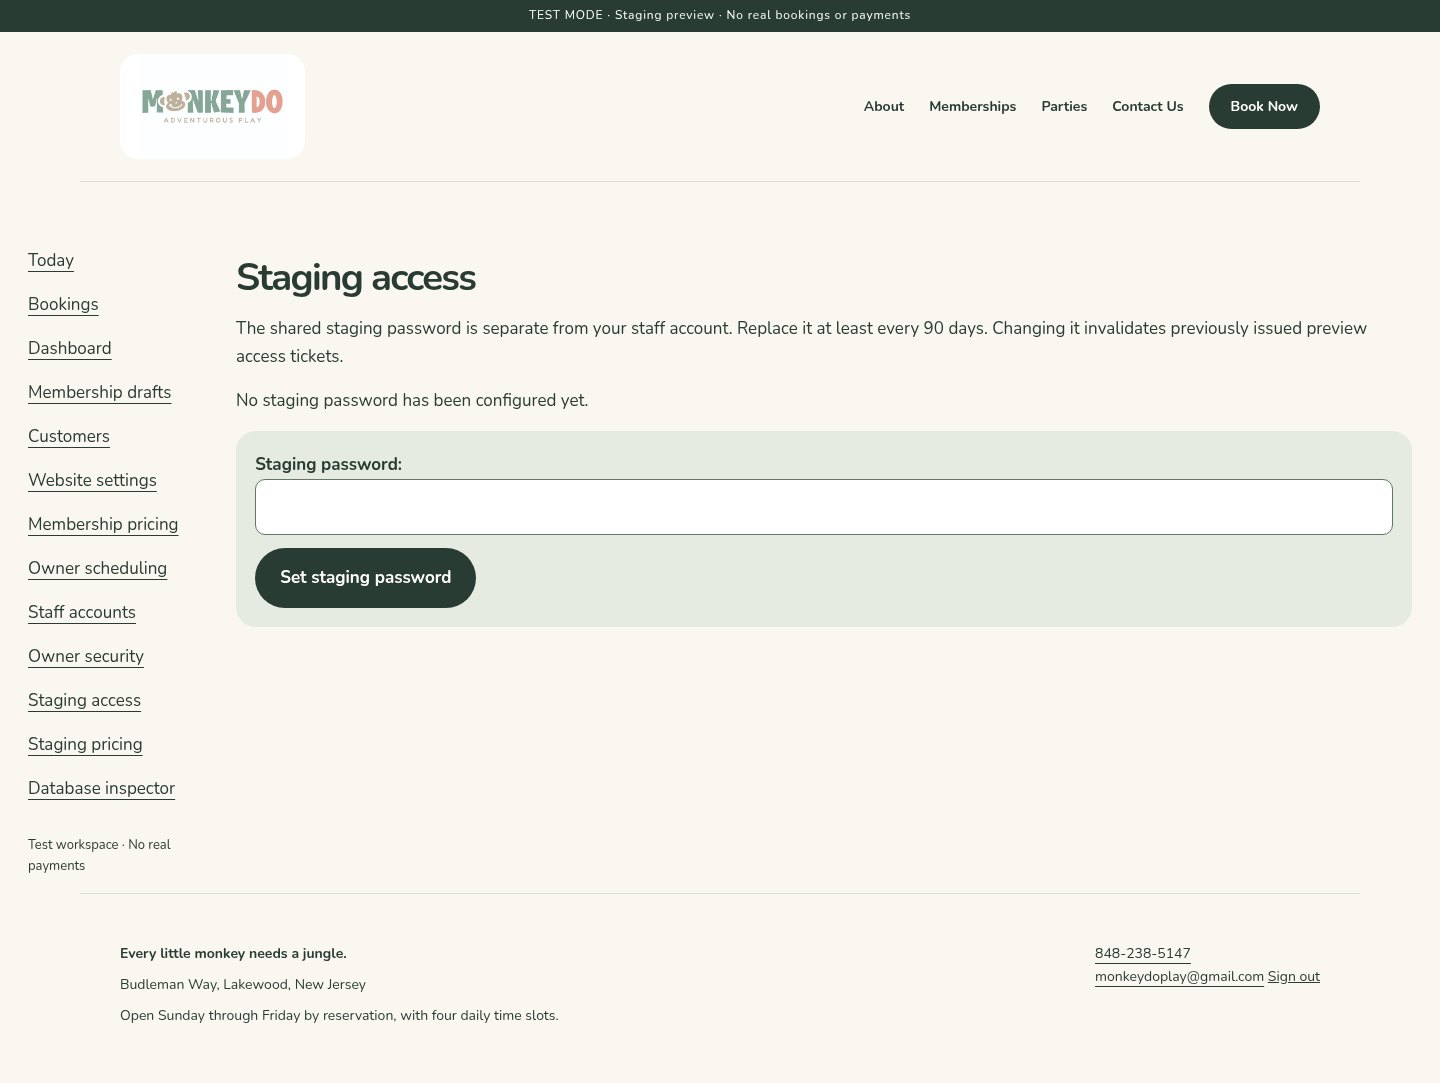 TEST MODE · Staging preview · No real bookings or payments
MONKEYDO
ADVENTUROUS PLAY
About
Memberships
Parties
Contact Us
Book Now
Today
Bookings
Dashboard
Membership drafts
Customers
Website settings
Membership pricing
Owner scheduling
Staff accounts
Owner security
Staging access
Staging pricing
Database inspector
Test workspace · No real
payments
Staging access
The shared staging password is separate from your staff account. Replace it at least every 90 days. Changing it invalidates previously issued preview
access tickets.
No staging password has been configured yet.
Staging password:
Set staging password
Every little monkey needs a jungle.
Budleman Way, Lakewood, New Jersey
Open Sunday through Friday by reservation, with four daily time slots.
848-238-5147
monkeydoplay@gmail.com Sign out